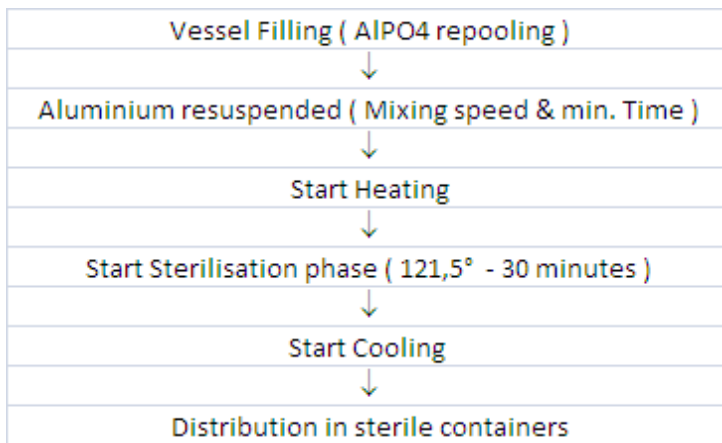 Vessel Filling ( AlPO4 repooling )
↓
Aluminium resuspended ( Mixing speed & min. Time )
↓
Start Heating
↓
Start Sterilisation phase ( 121,5° - 30 minutes )
↓
Start Cooling
↓
Distribution in sterile containers